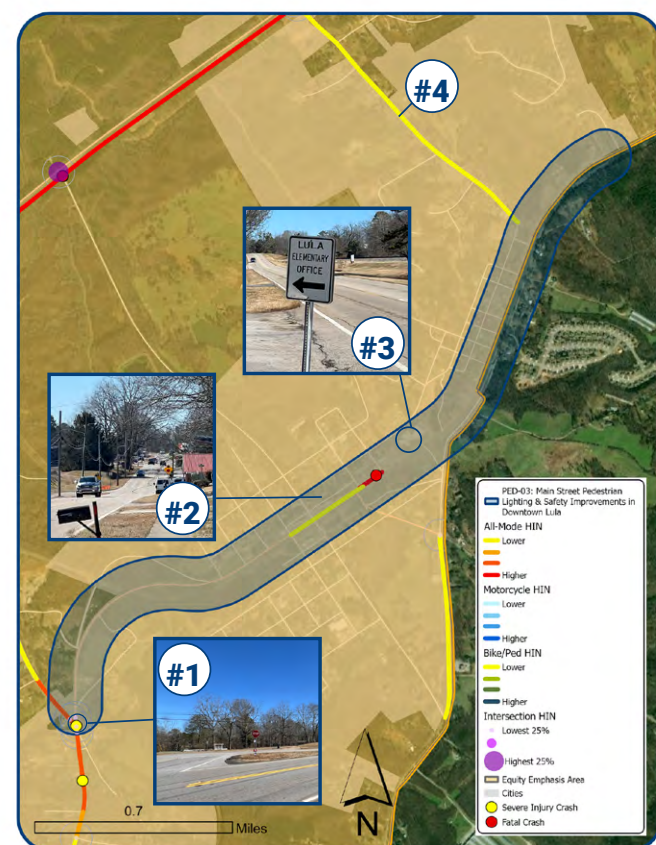 #4
LULA
ELEMENTARY
OFFICE
#3
#2
#1
0.7
Miles
N
PED-03: Main Street Pedestrian
Lighting & Safety Improvements in
Downtown Lula
All-Mode HIN
Lower
Higher
Motorcycle HIN
Lower
Higher
Bike/Ped HIN
Lower
Higher
Intersection HIN
Lowest 25%
Highest 25%
Equity Emphasis Area
Cities
Severe Injury Crash
Fatal Crash